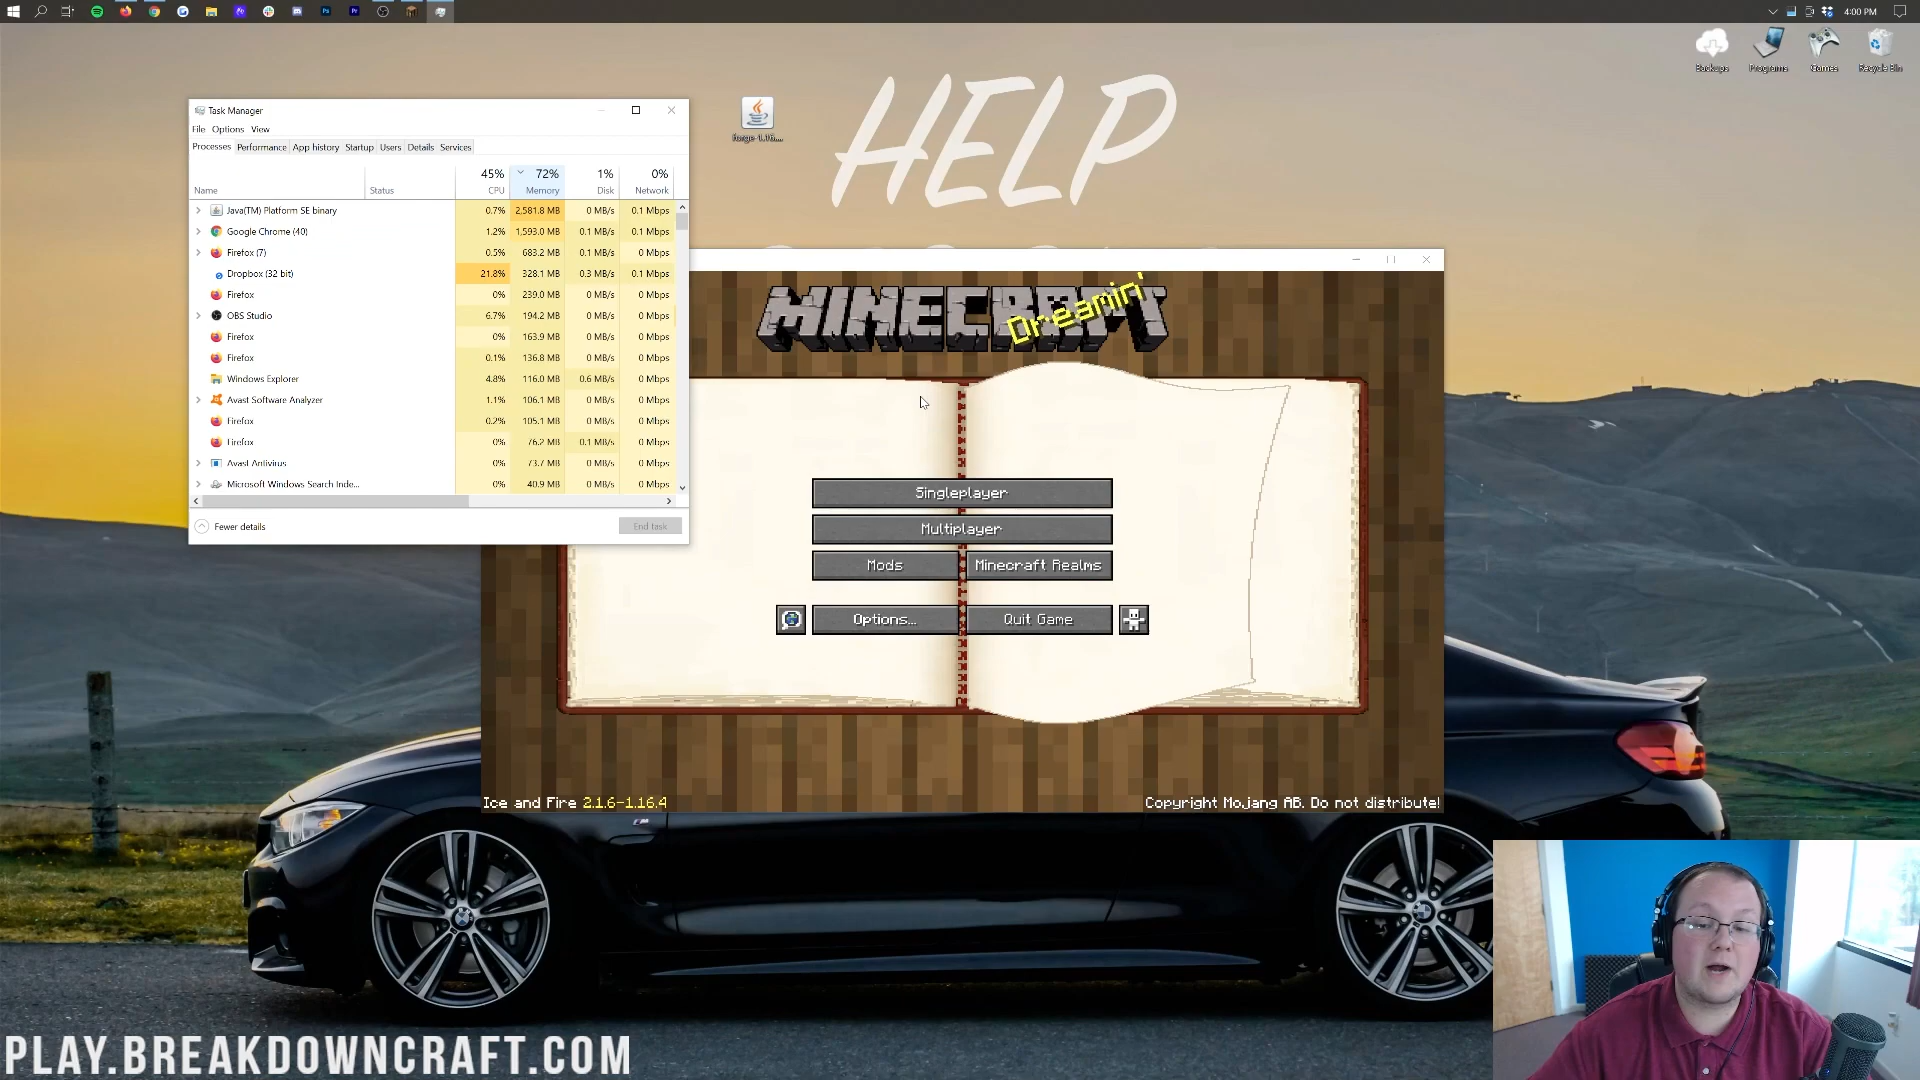 4:00 PM
Backups
Programs
Games
Recycle Bin
HELP
forge-1.16....
Task Manager
File Options View
Processes Performance App history Startup Users Details Services
45% 72% 1% 0%
Name Status CPU Memory Disk Network
Java(TM) Platform SE binary 0.7% 2,581.8 MB 0 MB/s 0.1 Mbps
Google Chrome (40) 1.2% 1,593.0 MB 0.1 MB/s 0.1 Mbps
Firefox (7) 0.5% 683.2 MB 0.1 MB/s 0 Mbps
Dropbox (32 bit) 21.8% 328.1 MB 0.3 MB/s 0.1 Mbps
Firefox 0% 239.0 MB 0 MB/s 0 Mbps
OBS Studio 6.7% 194.2 MB 0 MB/s 0 Mbps
Firefox 0% 163.9 MB 0 MB/s 0 Mbps
Firefox 0.1% 136.8 MB 0 MB/s 0 Mbps
Windows Explorer 4.8% 116.0 MB 0.6 MB/s 0 Mbps
Avast Software Analyzer 1.1% 106.1 MB 0 MB/s 0 Mbps
Firefox 0.2% 105.1 MB 0 MB/s 0 Mbps
Firefox 0% 76.2 MB 0.1 MB/s 0 Mbps
Avast Antivirus 0% 73.7 MB 0 MB/s 0 Mbps
Microsoft Windows Search Inde... 0% 40.9 MB 0 MB/s 0 Mbps
Fewer details
End task
MINECRAFT
Dreamin'
Singleplayer
Multiplayer
Mods
Minecraft Realms
Options...
Quit Game
Ice and Fire 2.1.6-1.16.4
Copyright Mojang AB. Do not distribute!
PLAY.BREAKDOWNCRAFT.COM